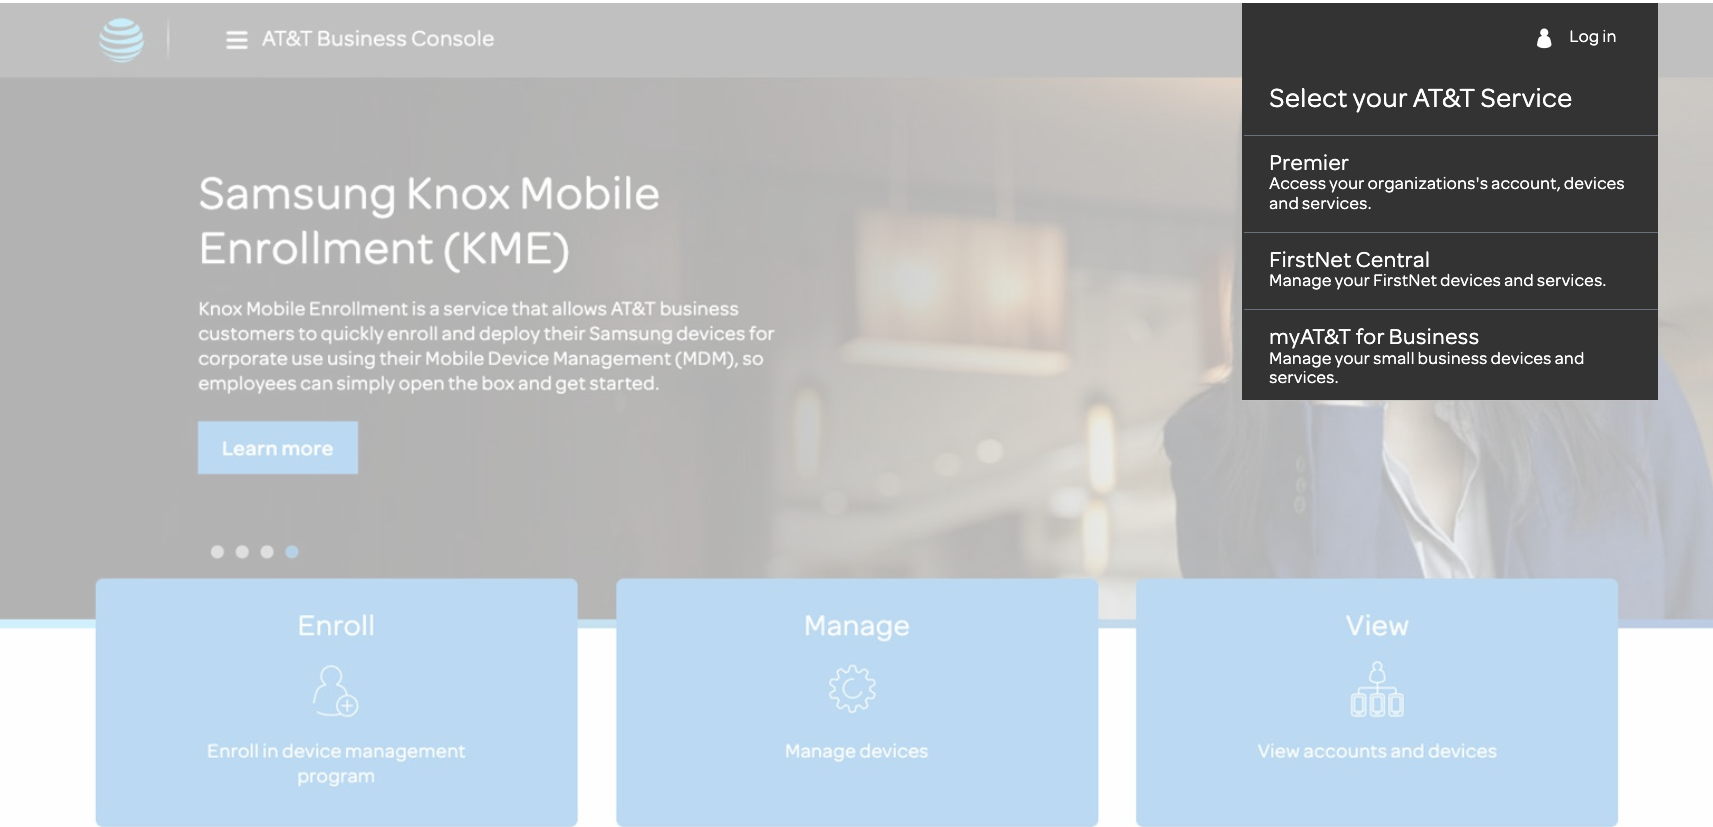 AT&T Business Console
Log in
Select your AT&T Service
Premier
Access your organizations's account, devices
and services.
FirstNet Central
Manage your FirstNet devices and services.
myAT&T for Business
Manage your small business devices and
services.
Samsung Knox Mobile
Enrollment (KME)
Knox Mobile Enrollment is a service that allows AT&T business
customers to quickly enroll and deploy their Samsung devices for
corporate use using their Mobile Device Management (MDM), so
employees can simply open the box and get started.
Learn more
Enroll
Enroll in device management
program
Manage
Manage devices
View
View accounts and devices